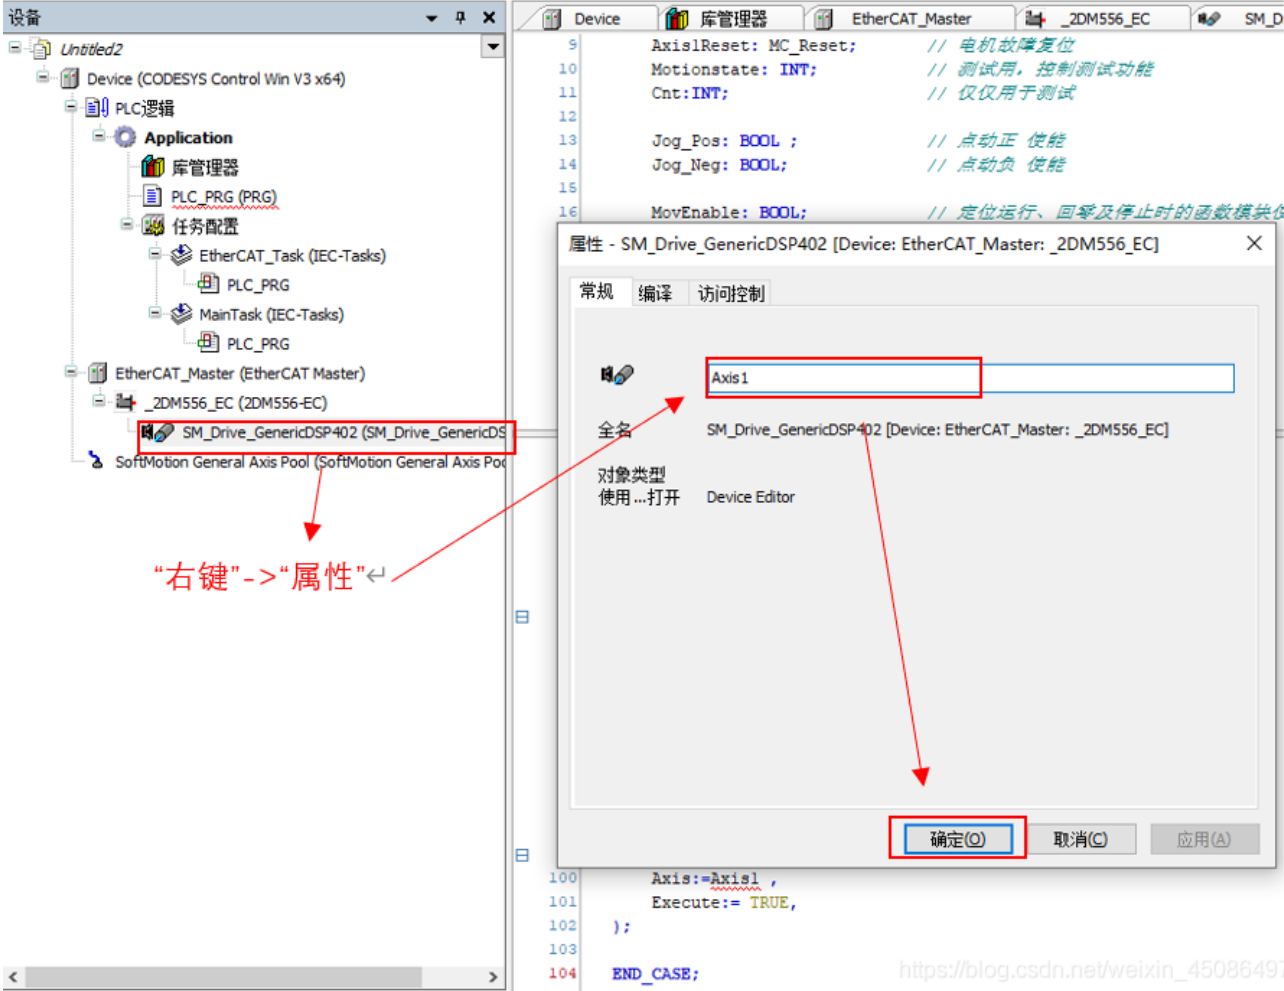 设备
Untitled2
Device (CODESYS Control Win V3 x64)
PLC逻辑
Application
库管理器
PLC_PRG (PRG)
任务配置
EtherCAT_Task (IEC-Tasks)
PLC_PRG
MainTask (IEC-Tasks)
PLC_PRG
EtherCAT_Master (EtherCAT Master)
_2DM556_EC (2DM556-EC)
SM_Drive_GenericDSP402 (SM_Drive_GenericDS
SoftMotion General Axis Pool (SoftMotion General Axis Poo
“右键”->“属性”↵
Device
库管理器
EtherCAT_Master
_2DM556_EC
SM_D
9 Axis1Reset: MC_Reset; // 电机故障复位
10 Motionstate: INT; // 测试用，控制测试功能
11 Cnt:INT; // 仅仅用于测试
12
13 Jog_Pos: BOOL ; // 点动正 使能
14 Jog_Neg: BOOL; // 点动负 使能
15
16 MovEnable: BOOL; // 定位运行、回零及停止时的函数模块使
属性 - SM_Drive_GenericDSP402 [Device: EtherCAT_Master: _2DM556_EC]
常规 编译 访问控制
Axis1
全名 SM_Drive_GenericDSP402 [Device: EtherCAT_Master: _2DM556_EC]
对象类型
使用...打开 Device Editor
确定(O) 取消(C) 应用(A)
100 Axis:=Axis1 ,
101 Execute:= TRUE,
102 );
103
104 END_CASE;
https://blog.csdn.net/weixin_45086497